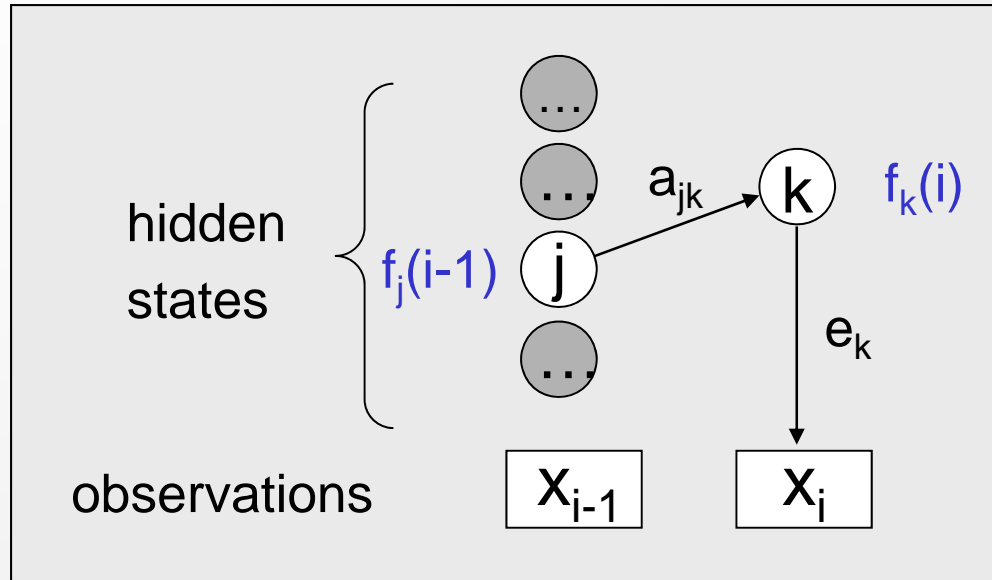 ...
...
a_jk
k
f_k(i)
hidden
states
f_j(i-1)
j
...
e_k
observations
x_i-1
x_i